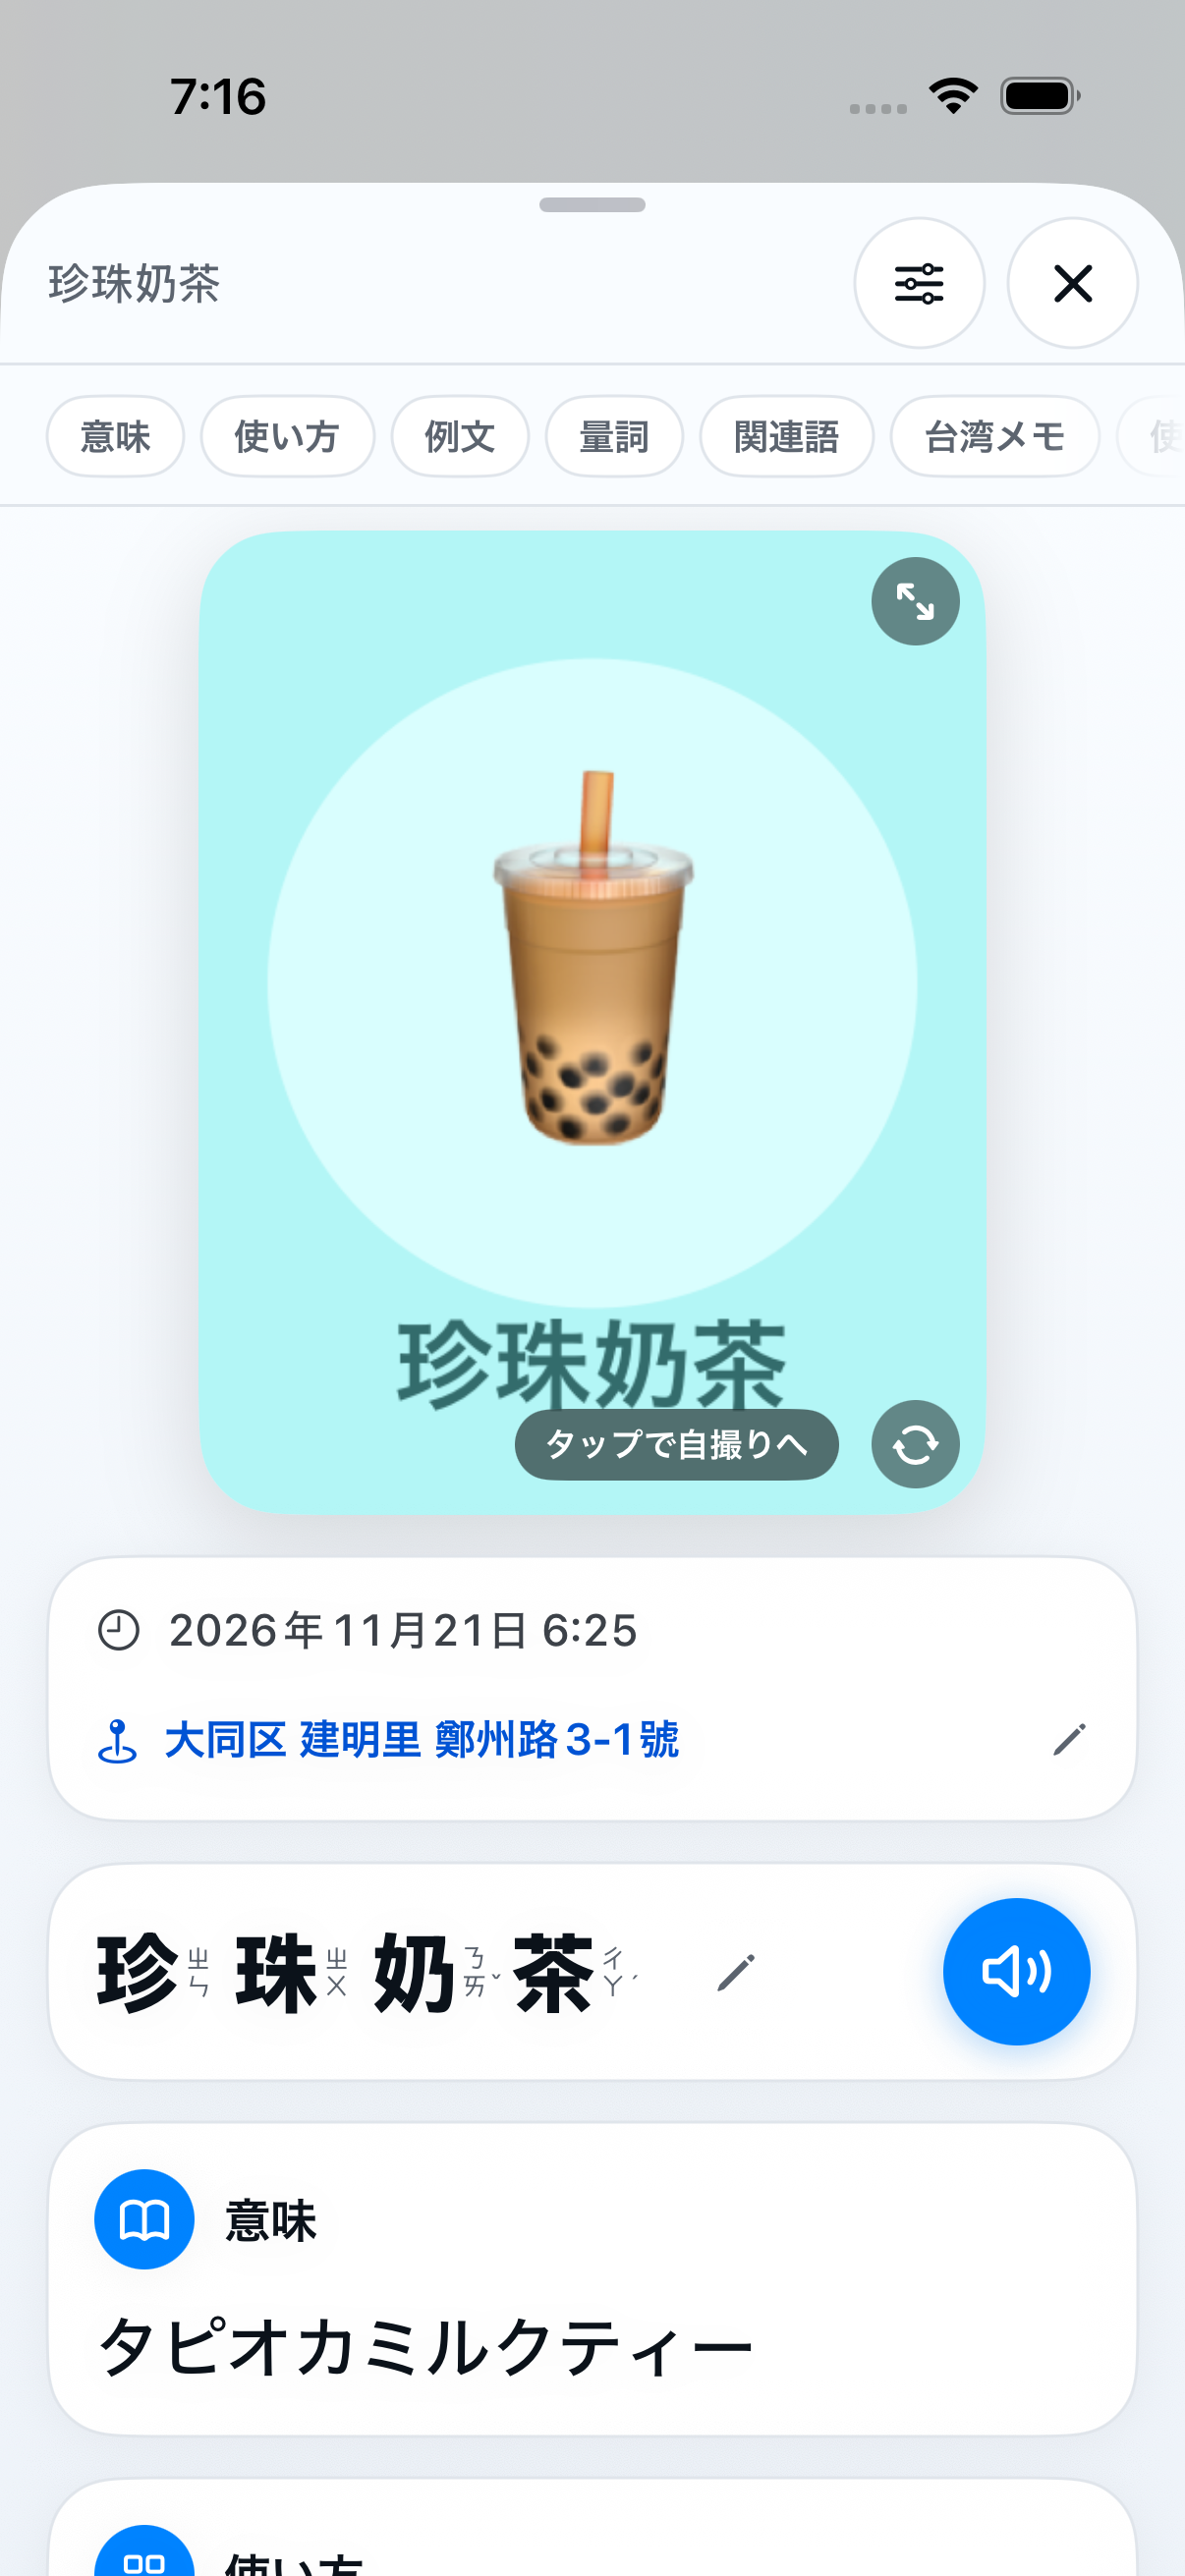 7:16
珍珠奶茶
意味 使い方 例文 量詞 関連語 台湾メモ
珍珠奶茶
タップで自撮りへ
2026年11月21日 6:25
大同区 建明里 鄭州路3-1號
珍ㄓㄣ 珠ㄓㄨ 奶ㄋㄞˇ 茶ㄔㄚˊ
意味
タピオカミルクティー
使い方